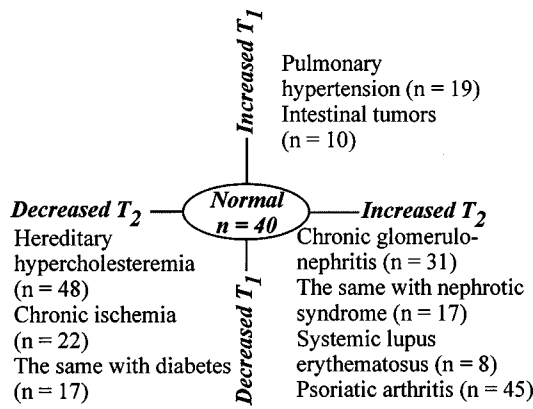 Increased T1
Pulmonary
hypertension (n = 19)
Intestinal tumors
(n = 10)
Normal
n = 40
Decreased T2
Hereditary
hypercholesteremia
(n = 48)
Chronic ischemia
(n = 22)
The same with diabetes
(n = 17)
Decreased T1
Increased T2
Chronic glomerulo-
nephritis (n = 31)
The same with nephrotic
syndrome (n = 17)
Systemic lupus
erythematosus (n = 8)
Psoriatic arthritis (n = 45)